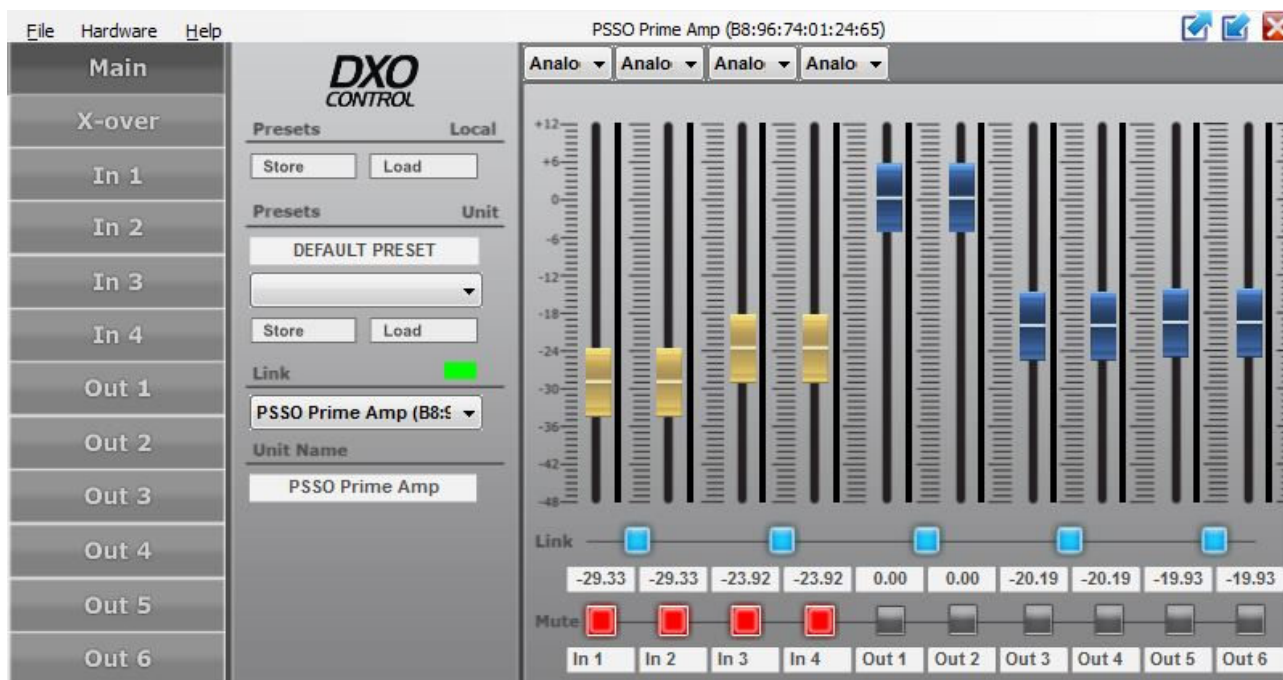 File Hardware Help PSSO Prime Amp (B8:96:74:01:24:65)
Main
X-over
In 1
In 2
In 3
In 4
Out 1
Out 2
Out 3
Out 4
Out 5
Out 6
DXO
CONTROL
Presets Local
Store Load
Presets Unit
DEFAULT PRESET
Store Load
Link
PSSO Prime Amp (B8:9
Unit Name
PSSO Prime Amp
Analo Analo Analo Analo
+12
+6
0
-6
-12
-18
-24
-30
-36
-42
-48
Link
-29.33 -29.33 -23.92 -23.92 0.00 0.00 -20.19 -20.19 -19.93 -19.93
Mute
In 1 In 2 In 3 In 4 Out 1 Out 2 Out 3 Out 4 Out 5 Out 6